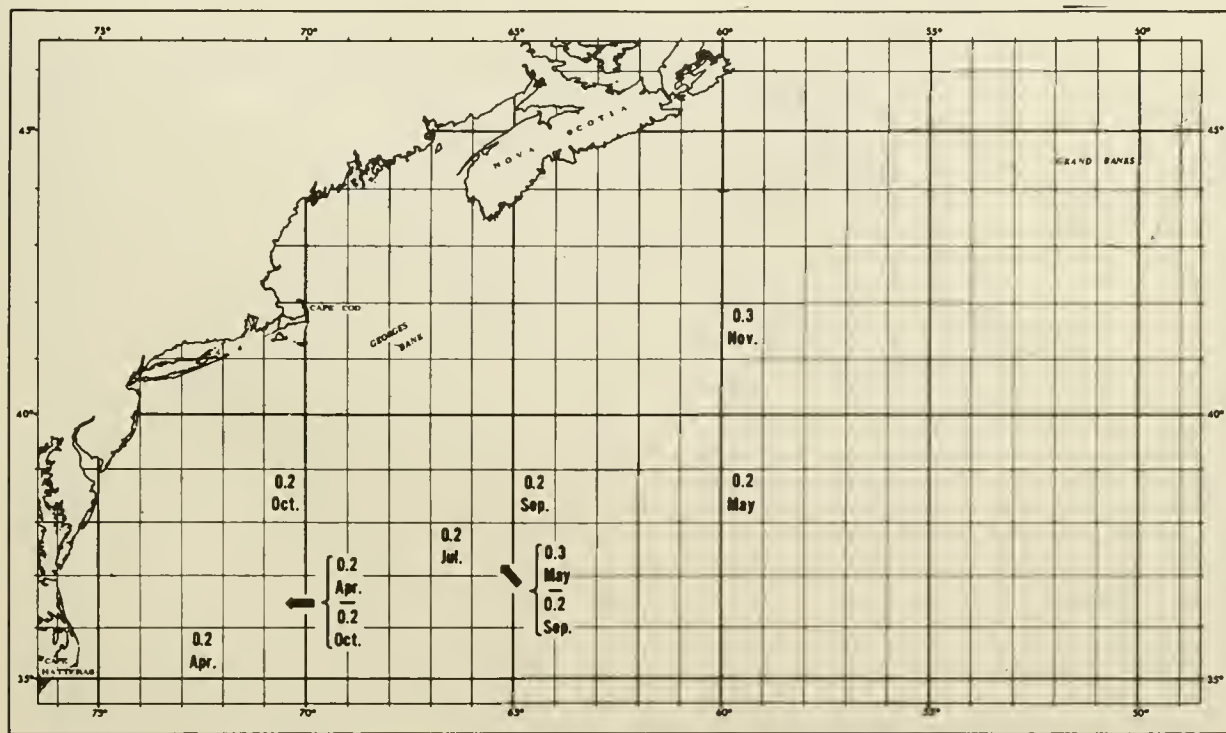 75° 70° 65° 60° 55° 50°
45° 45°
NOVA SCOTIA
GRAND BANKS
CAPE COD
GEORGES
BANK
0.3
Nov.
40° 40°
0.2
Oct.
0.2
Sep.
0.2
May
0.2
Jul.
0.2
Apr.
0.2
Oct.
0.3
May
0.2
Sep.
0.2
Apr.
CAPE
HATTERAS
35° 35°
75° 70° 65° 60° 55° 50°